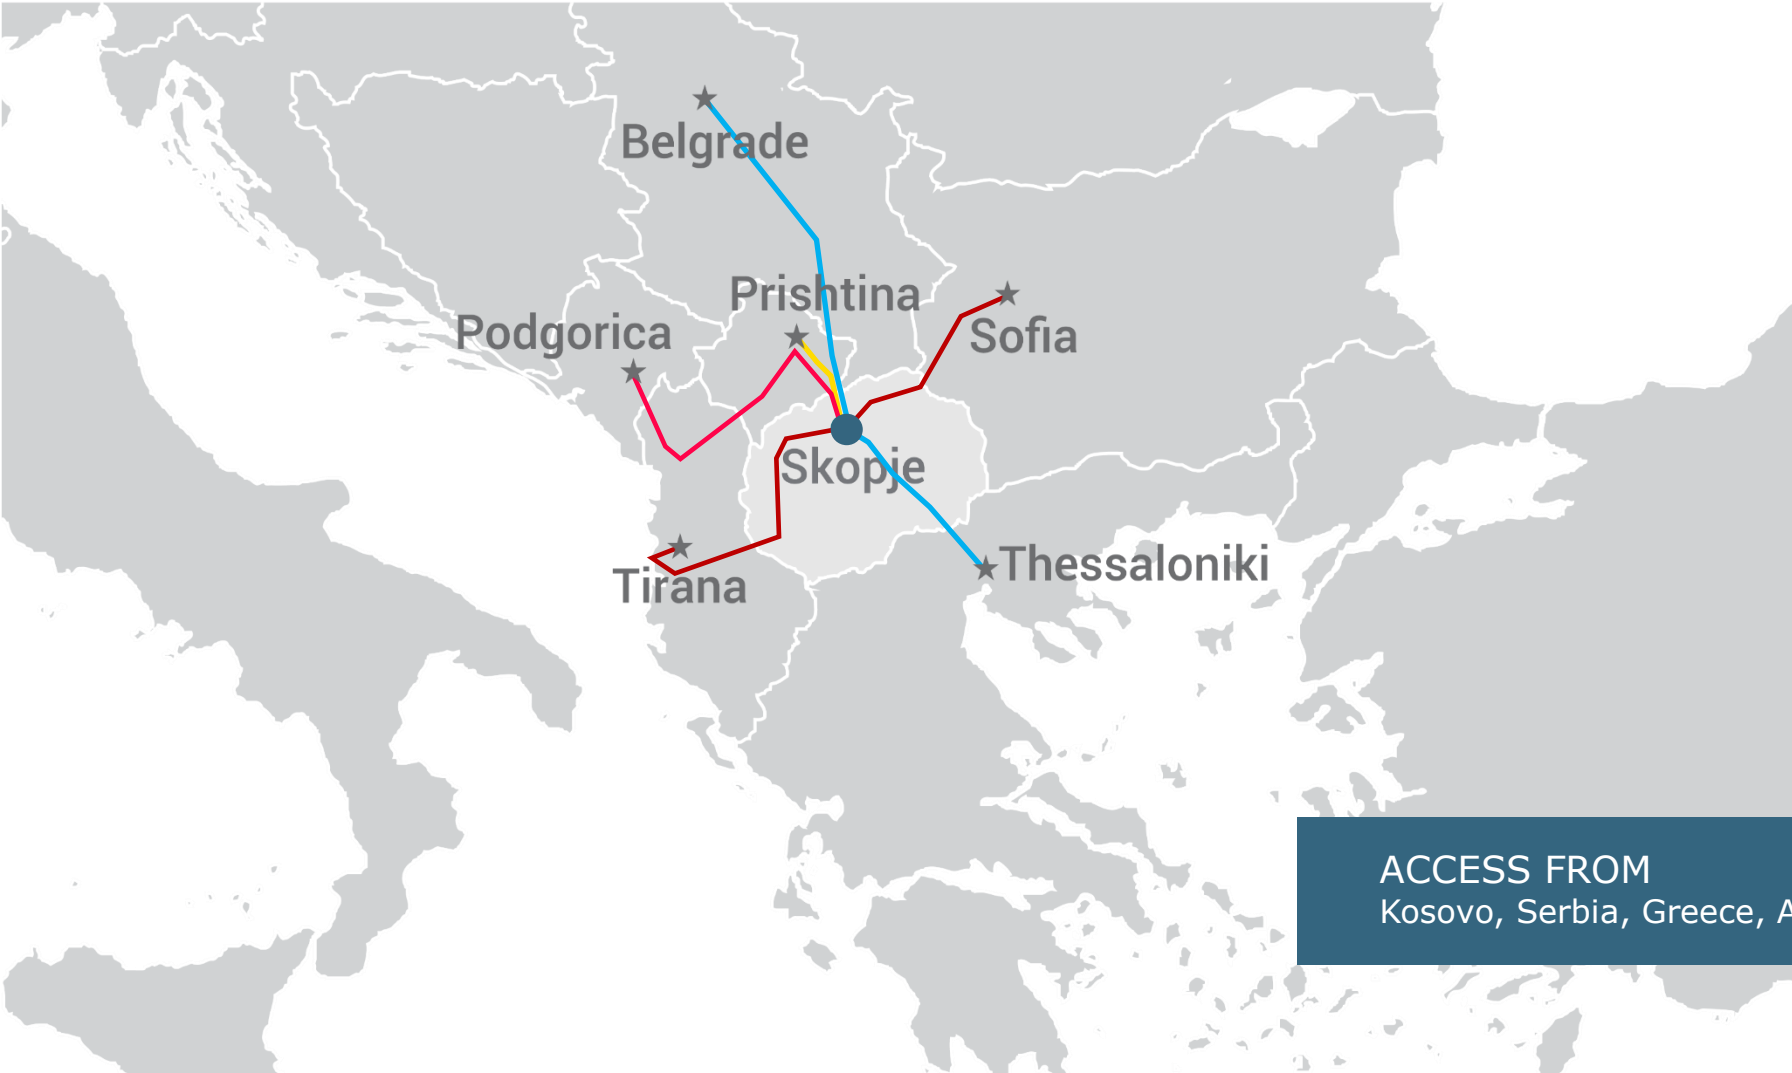 Belgrade
Prishtina
Podgorica
Sofia
Skopje
Thessaloniki
Tirana
ACCESS FROM
Kosovo, Serbia, Greece,